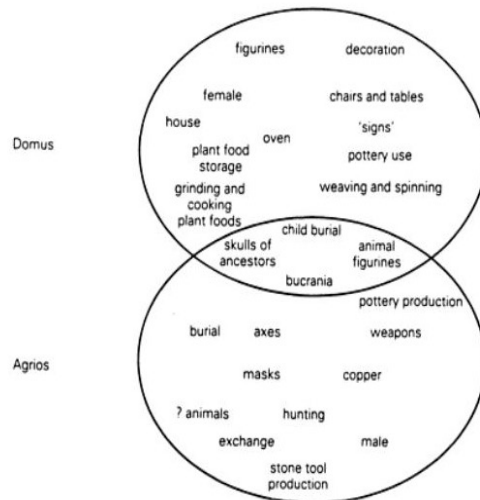 figurines decoration
female chairs and tables
house 'signs'
oven
Domus
plant food
storage
pottery use
grinding and
cooking
plant foods
weaving and spinning
child burial
skulls of
ancestors
animal
figurines
bucrania
pottery production
burial axes weapons
Agrios
masks copper
? animals hunting
exchange male
stone tool
production